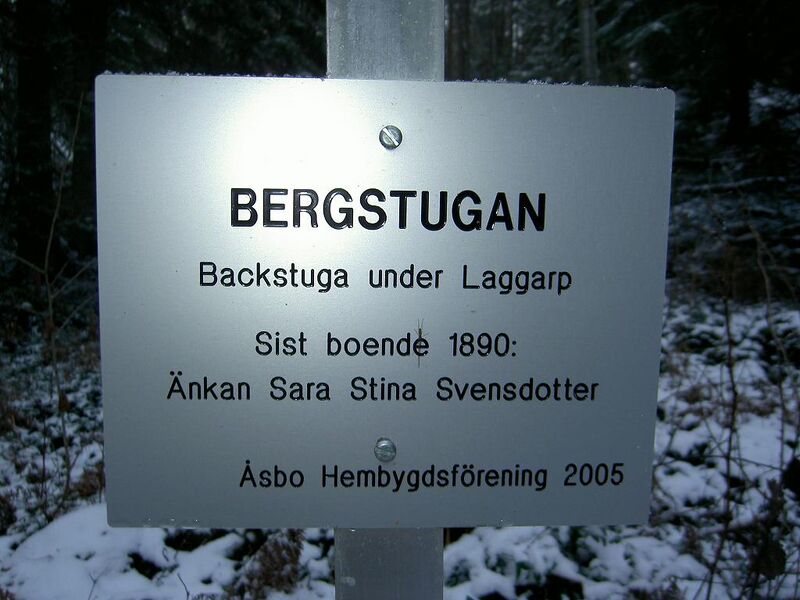 BERGSTUGAN
Backstuga under Laggarp
Sist boende 1890:
Änkan Sara Stina Svensdotter
Åsbo Hembygdsförening 2005